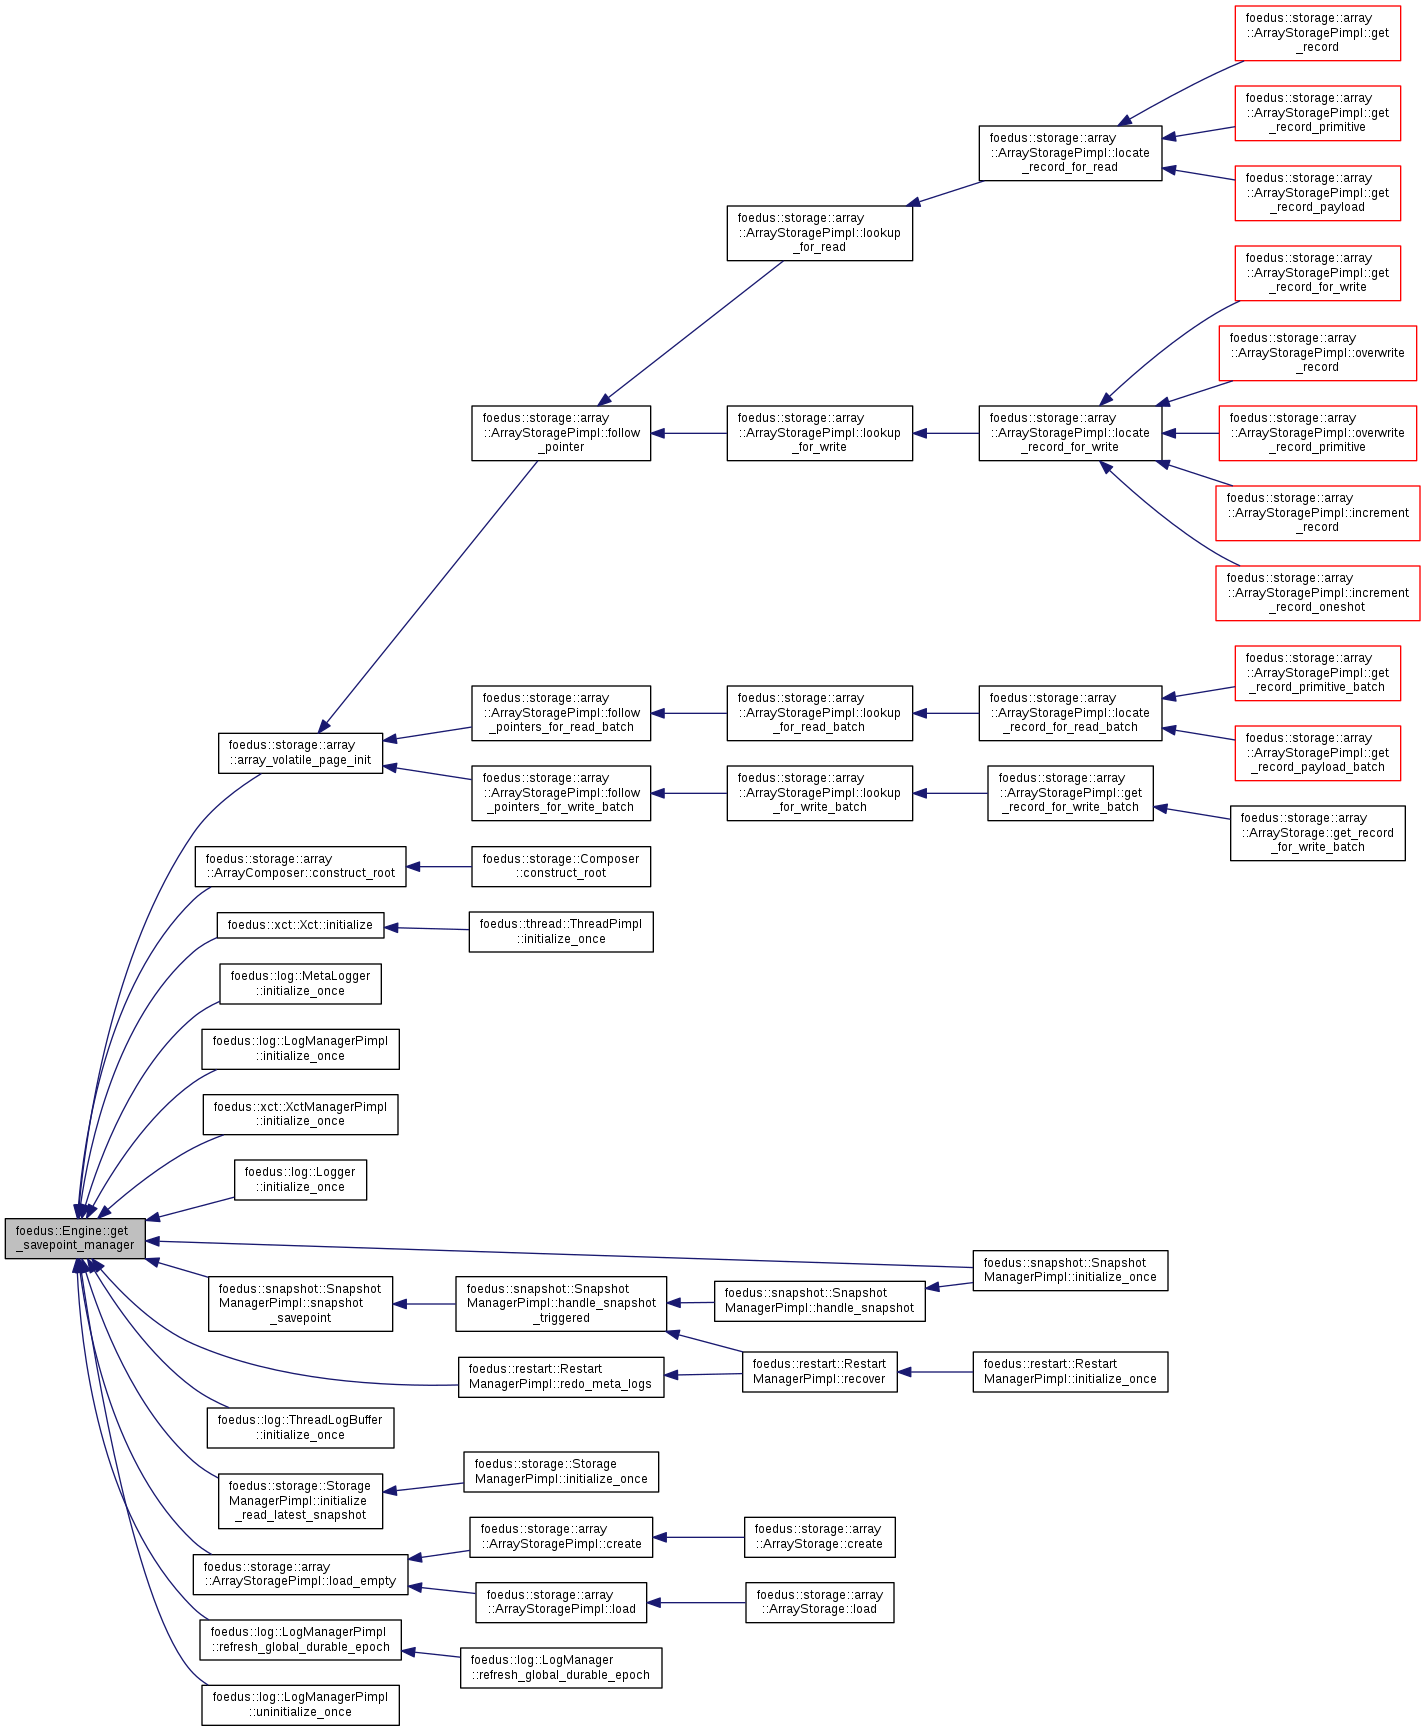 foedus::storage::array
::ArrayStoragePimpl::get
_record
foedus::storage::array
::ArrayStoragePimpl::get
_record_primitive
foedus::storage::array
::ArrayStoragePimpl::locate
_record_for_read
foedus::storage::array
::ArrayStoragePimpl::get
_record_payload
foedus::storage::array
::ArrayStoragePimpl::lookup
_for_read
foedus::storage::array
::ArrayStoragePimpl::get
_record_for_write
foedus::storage::array
::ArrayStoragePimpl::overwrite
_record
foedus::storage::array
::ArrayStoragePimpl::follow
_pointer
foedus::storage::array
::ArrayStoragePimpl::lookup
_for_write
foedus::storage::array
::ArrayStoragePimpl::locate
_record_for_write
foedus::storage::array
::ArrayStoragePimpl::overwrite
_record_primitive
foedus::storage::array
::ArrayStoragePimpl::increment
_record
foedus::storage::array
::ArrayStoragePimpl::increment
_record_oneshot
foedus::storage::array
::ArrayStoragePimpl::get
_record_primitive_batch
foedus::storage::array
::ArrayStoragePimpl::follow
_pointers_for_read_batch
foedus::storage::array
::ArrayStoragePimpl::lookup
_for_read_batch
foedus::storage::array
::ArrayStoragePimpl::locate
_record_for_read_batch
foedus::storage::array
::ArrayStoragePimpl::get
_record_payload_batch
foedus::storage::array
::array_volatile_page_init
foedus::storage::array
::ArrayStoragePimpl::follow
_pointers_for_write_batch
foedus::storage::array
::ArrayStoragePimpl::lookup
_for_write_batch
foedus::storage::array
::ArrayStoragePimpl::get
_record_for_write_batch
foedus::storage::array
::ArrayStorage::get_record
_for_write_batch
foedus::storage::array
::ArrayComposer::construct_root
foedus::storage::Composer
::construct_root
foedus::xct::Xct::initialize
foedus::thread::ThreadPimpl
::initialize_once
foedus::log::MetaLogger
::initialize_once
foedus::log::LogManagerPimpl
::initialize_once
foedus::xct::XctManagerPimpl
::initialize_once
foedus::log::Logger
::initialize_once
foedus::Engine::get
_savepoint_manager
foedus::snapshot::Snapshot
ManagerPimpl::initialize_once
foedus::snapshot::Snapshot
ManagerPimpl::snapshot
_savepoint
foedus::snapshot::Snapshot
ManagerPimpl::handle_snapshot
_triggered
foedus::snapshot::Snapshot
ManagerPimpl::handle_snapshot
foedus::restart::Restart
ManagerPimpl::redo_meta_logs
foedus::restart::Restart
ManagerPimpl::recover
foedus::restart::Restart
ManagerPimpl::initialize_once
foedus::log::ThreadLogBuffer
::initialize_once
foedus::storage::Storage
ManagerPimpl::initialize
_read_latest_snapshot
foedus::storage::Storage
ManagerPimpl::initialize_once
foedus::storage::array
::ArrayStoragePimpl::load_empty
foedus::storage::array
::ArrayStoragePimpl::create
foedus::storage::array
::ArrayStorage::create
foedus::storage::array
::ArrayStoragePimpl::load
foedus::storage::array
::ArrayStorage::load
foedus::log::LogManagerPimpl
::refresh_global_durable_epoch
foedus::log::LogManager
::refresh_global_durable_epoch
foedus::log::LogManagerPimpl
::uninitialize_once